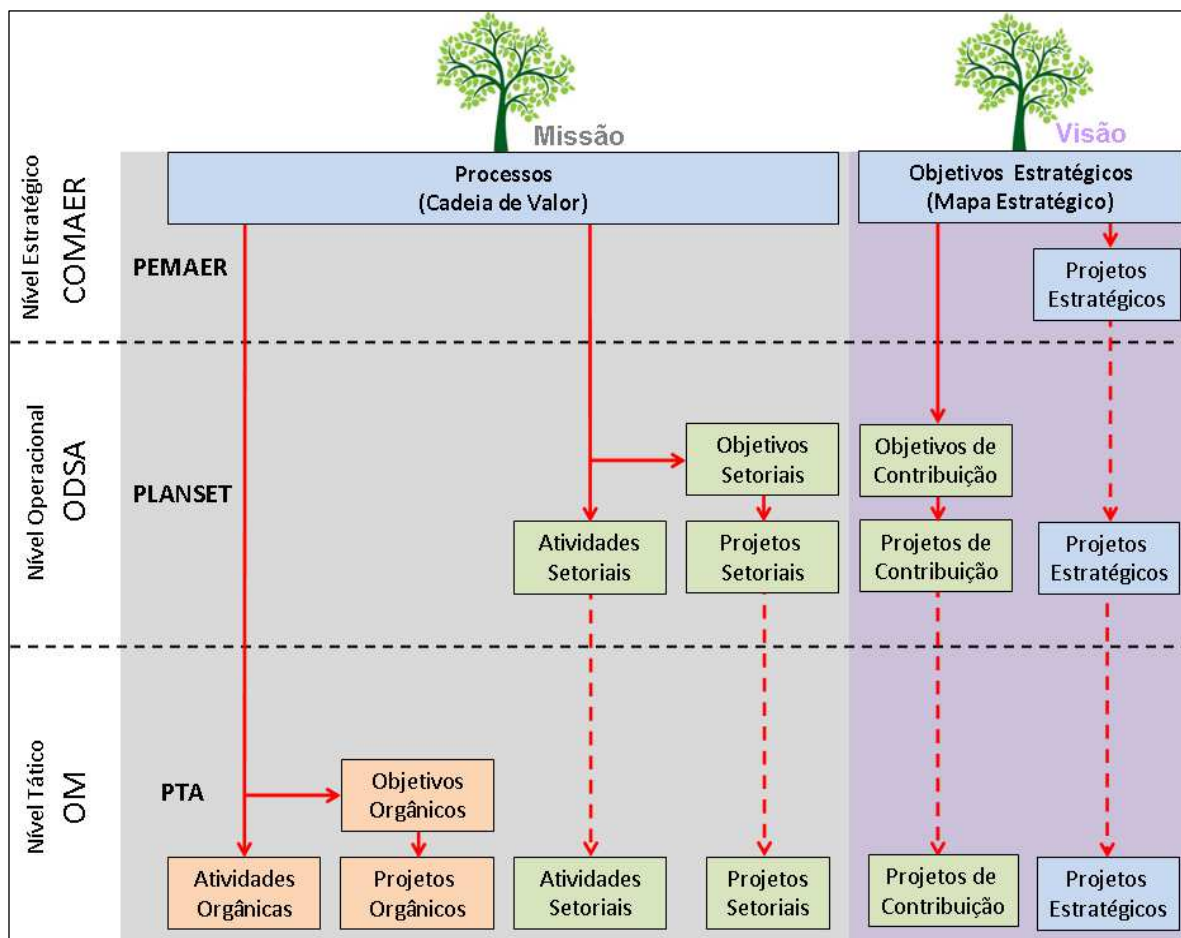 Missão
Visão
Nível Estratégico
COMAER
Processos
(Cadeia de Valor)
Objetivos Estratégicos
(Mapa Estratégico)
PEMAER
Projetos
Estratégicos
Nível Operacional
ODSA
PLANSET
Objetivos
Setoriais
Objetivos de
Contribuição
Atividades
Setoriais
Projetos
Setoriais
Projetos de
Contribuição
Projetos
Estratégicos
Nível Tático
OM
PTA
Objetivos
Orgânicos
Atividades
Orgânicas
Projetos
Orgânicos
Atividades
Setoriais
Projetos
Setoriais
Projetos de
Contribuição
Projetos
Estratégicos